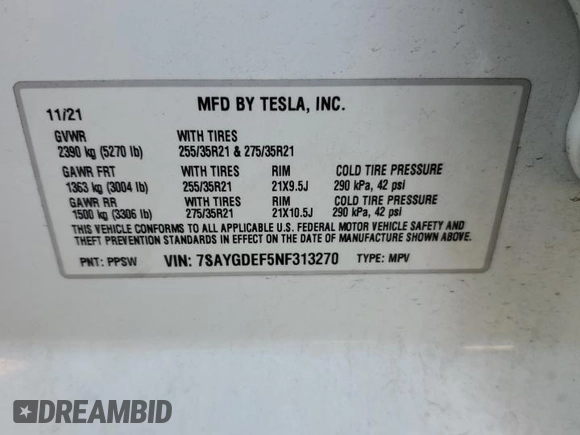 11/21 MFD BY TESLA, INC.
GVWR WITH TIRES
2390 kg (5270 lb) 255/35R21 & 275/35R21
GAWR FRT WITH TIRES RIM COLD TIRE PRESSURE
1363 kg (3004 lb) 255/35R21 21X9.5J 290 kPa, 42 psi
GAWR RR WITH TIRES RIM COLD TIRE PRESSURE
1500 kg (3306 lb) 275/35R21 21X10.5J 290 kPa, 42 psi
THIS VEHICLE CONFORMS TO ALL APPLICABLE U.S. FEDERAL MOTOR VEHICLE SAFETY AND
THEFT PREVENTION STANDARDS IN EFFECT ON THE DATE OF MANUFACTURE SHOWN ABOVE.
PNT: PPSW VIN: 7SAYGDEF5NF313270 TYPE: MPV
DREAMBID